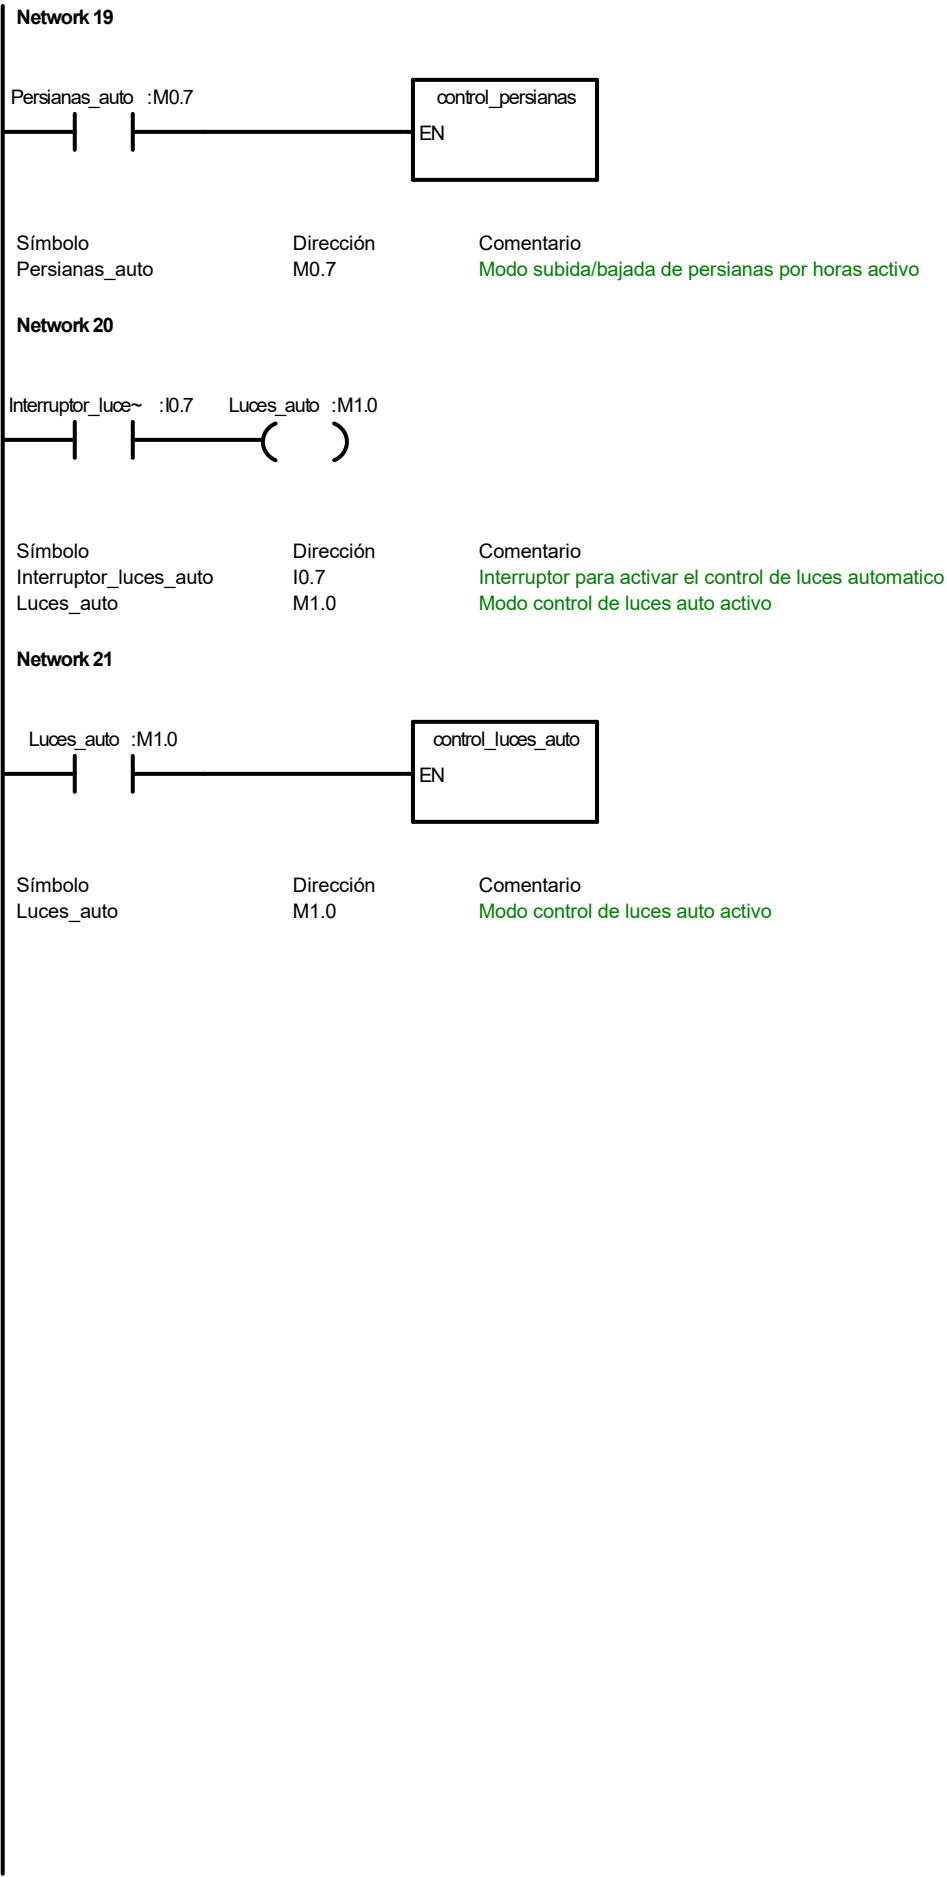 Network 19
Persianas_auto :M0.7
control_persianas
EN
Símbolo Dirección Comentario
Persianas_auto M0.7 Modo subida/bajada de persianas por horas activo
Network 20
Interruptor_luce~ :I0.7 Luces_auto :M1.0
Símbolo Dirección Comentario
Interruptor_luces_auto I0.7 Interruptor para activar el control de luces automatico
Luces_auto M1.0 Modo control de luces auto activo
Network 21
Luces_auto :M1.0 control_luces_auto
EN
Símbolo Dirección Comentario
Luces_auto M1.0 Modo control de luces auto activo